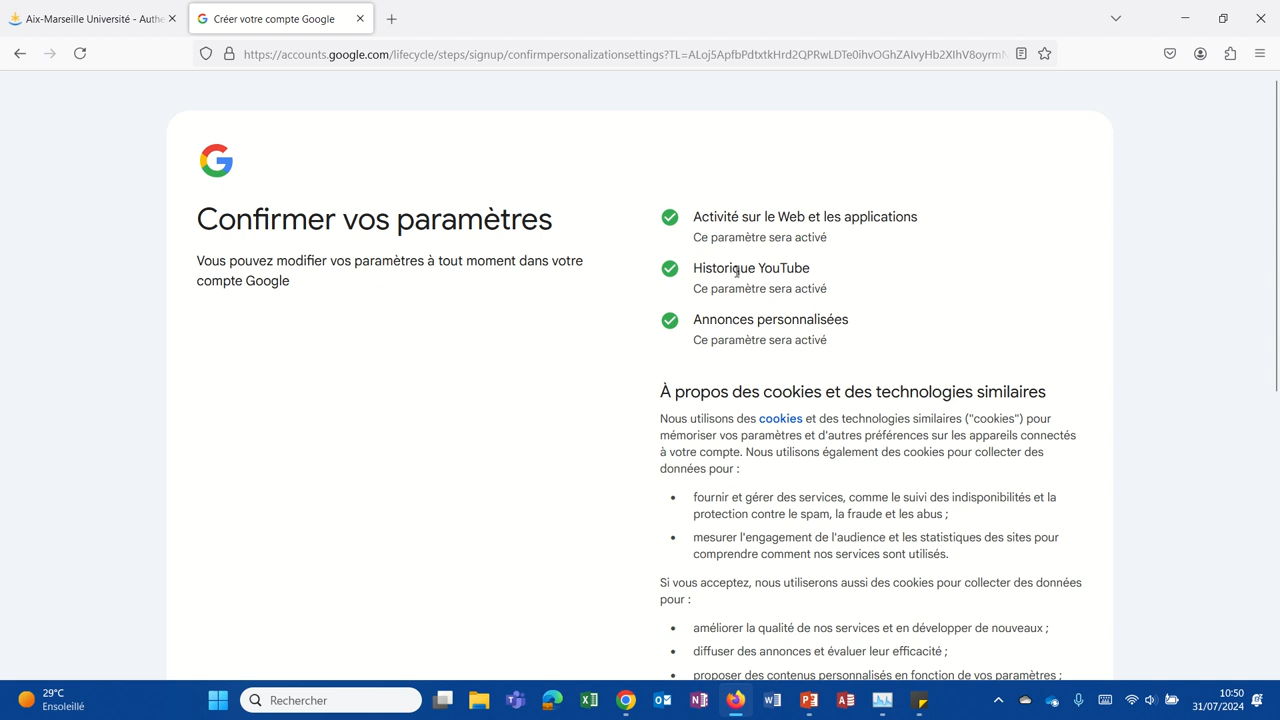 Aix-Marseille Université - Authe
Créer votre compte Google
https://accounts.google.com/lifecycle/steps/signup/confirmpersonalizationsettings?TL=ALoj5ApfbPdtxtkHrd2QPRwLDTe0ihvOGhZAIvyHb2XIhV8oyrm
Confirmer vos paramètres
Vous pouvez modifier vos paramètres à tout moment dans votre
compte Google
Activité sur le Web et les applications
Ce paramètre sera activé
Historique YouTube
Ce paramètre sera activé
Annonces personnalisées
Ce paramètre sera activé
À propos des cookies et des technologies similaires
Nous utilisons des cookies et des technologies similaires ("cookies") pour
mémoriser vos paramètres et d'autres préférences sur les appareils connectés
à votre compte. Nous utilisons également des cookies pour collecter des
données pour :
• fournir et gérer des services, comme le suivi des indisponibilités et la
protection contre le spam, la fraude et les abus ;
• mesurer l'engagement de l'audience et les statistiques des sites pour
comprendre comment nos services sont utilisés.
Si vous acceptez, nous utiliserons aussi des cookies pour collecter des données
pour :
• améliorer la qualité de nos services et en développer de nouveaux ;
• diffuser des annonces et évaluer leur efficacité ;
• proposer des contenus personnalisés en fonction de vos paramètres ;
29°C
Ensoleillé
Rechercher
10:50
31/07/2024